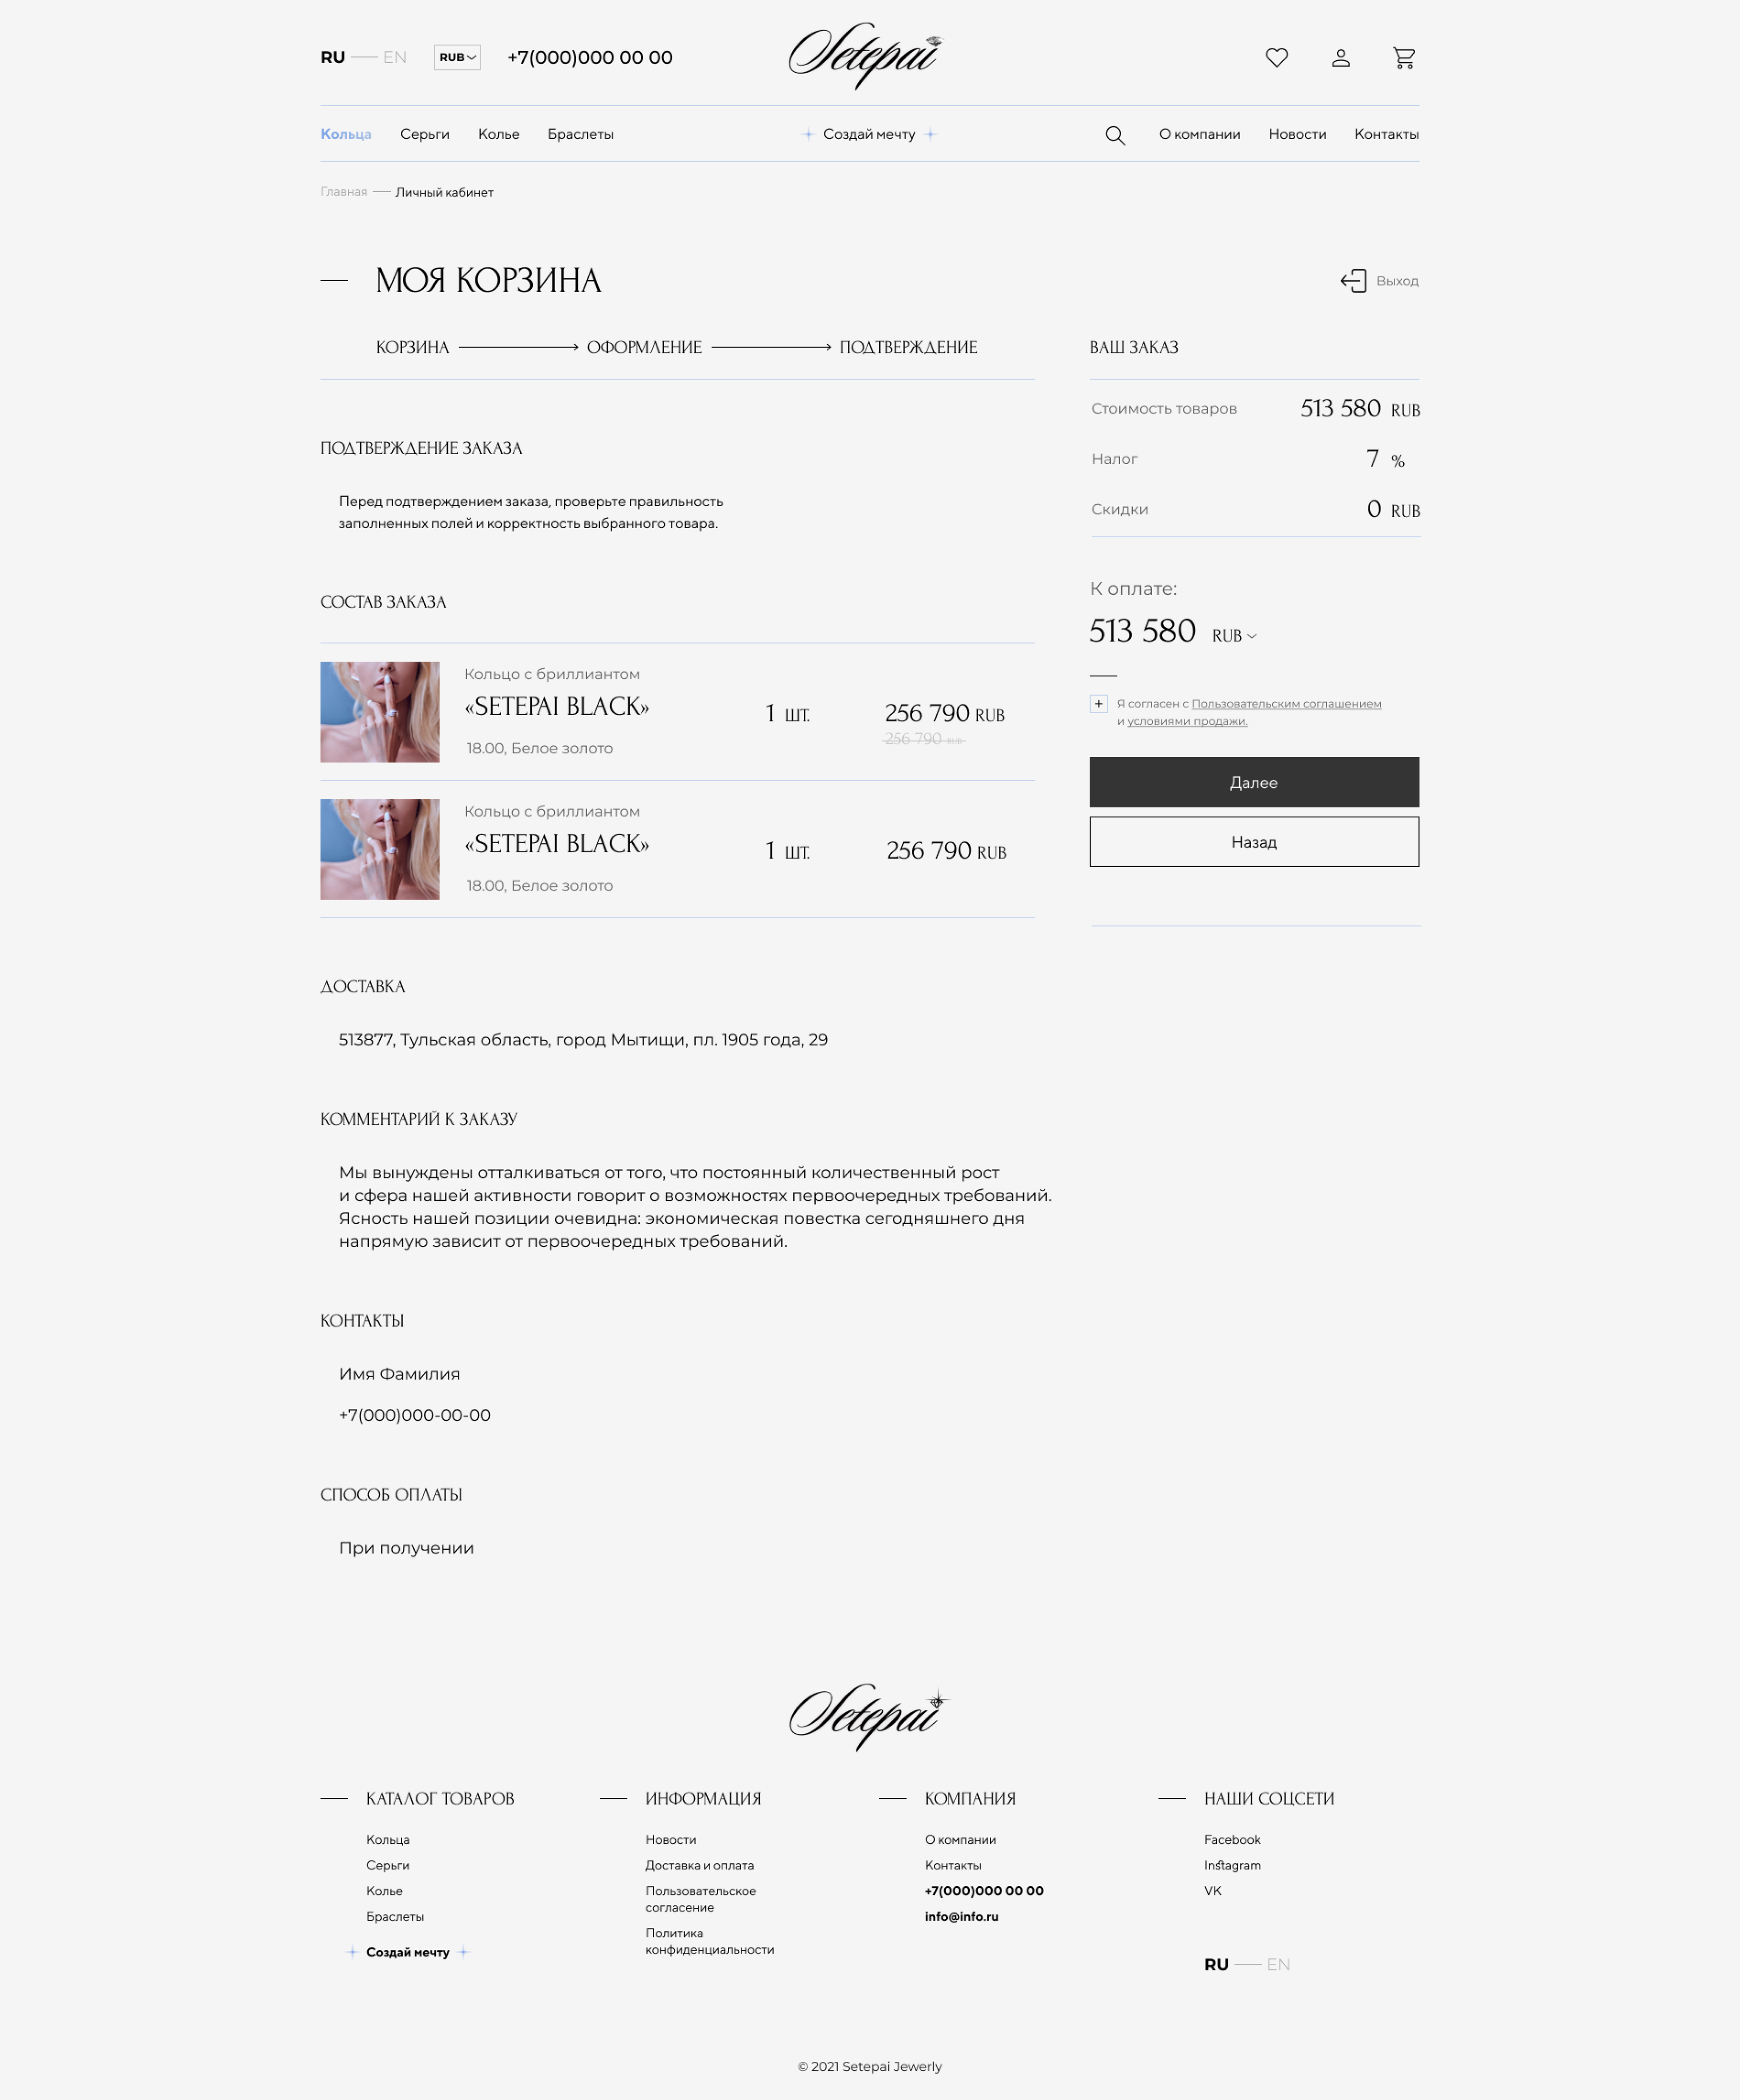 RU EN RUB +7(000)000 00 00
Setepai
Кольца Серьги Колье Браслеты Создай мечту О компании Новости Контакты
Главная Личный кабинет
МОЯ КОРЗИНА
Выход
КОРЗИНА ОФОРМЛЕНИЕ ПОДТВЕРЖДЕНИЕ
ПОДТВЕРЖДЕНИЕ ЗАКАЗА
Перед подтверждением заказа, проверьте правильность
заполненных полей и корректность выбранного товара.
СОСТАВ ЗАКАЗА
Кольцо с бриллиантом
«SETEPAI BLACK»
18.00, Белое золото
1 ШТ.
256 790 RUB
256 790 RUB
Кольцо с бриллиантом
«SETEPAI BLACK»
18.00, Белое золото
1 ШТ.
256 790 RUB
ВАШ ЗАКАЗ
Стоимость товаров 513 580 RUB
Налог 7 %
Скидки 0 RUB
К оплате:
513 580 RUB
+ Я согласен с Пользовательским соглашением
и условиями продажи.
Далее
Назад
ДОСТАВКА
513877, Тульская область, город Мытищи, пл. 1905 года, 29
КОММЕНТАРИЙ К ЗАКАЗУ
Мы вынуждены отталкиваться от того, что постоянный количественный рост
и сфера нашей активности говорит о возможностях первоочередных требований.
Ясность нашей позиции очевидна: экономическая повестка сегодняшнего дня
напрямую зависит от первоочередных требований.
КОНТАКТЫ
Имя Фамилия
+7(000)000-00-00
СПОСОБ ОПЛАТЫ
При получении
Setepai
КАТАЛОГ ТОВАРОВ
Кольца
Серьги
Колье
Браслеты
Создай мечту
ИНФОРМАЦИЯ
Новости
Доставка и оплата
Пользовательское
согласение
Политика
конфиденциальности
КОМПАНИЯ
О компании
Контакты
+7(000)000 00 00
info@info.ru
НАШИ СОЦСЕТИ
Facebook
Instagram
VK
RU EN
© 2021 Setepai Jewerly